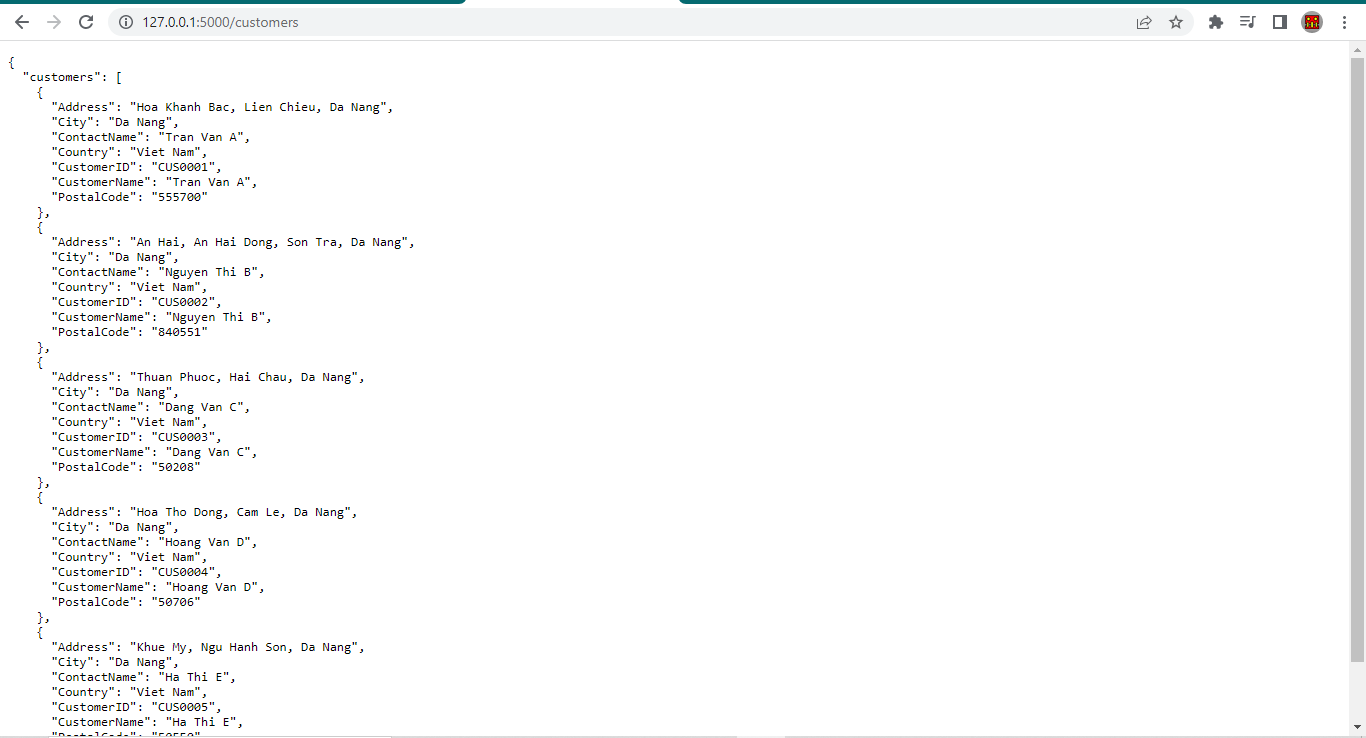 127.0.0.1:5000/customers
{
  "customers": [
    {
      "Address": "Hoa Khanh Bac, Lien Chieu, Da Nang",
      "City": "Da Nang",
      "ContactName": "Tran Van A",
      "Country": "Viet Nam",
      "CustomerID": "CUS0001",
      "CustomerName": "Tran Van A",
      "PostalCode": "555700"
    },
    {
      "Address": "An Hai, An Hai Dong, Son Tra, Da Nang",
      "City": "Da Nang",
      "ContactName": "Nguyen Thi B",
      "Country": "Viet Nam",
      "CustomerID": "CUS0002",
      "CustomerName": "Nguyen Thi B",
      "PostalCode": "840551"
    },
    {
      "Address": "Thuan Phuoc, Hai Chau, Da Nang",
      "City": "Da Nang",
      "ContactName": "Dang Van C",
      "Country": "Viet Nam",
      "CustomerID": "CUS0003",
      "CustomerName": "Dang Van C",
      "PostalCode": "50208"
    },
    {
      "Address": "Hoa Tho Dong, Cam Le, Da Nang",
      "City": "Da Nang",
      "ContactName": "Hoang Van D",
      "Country": "Viet Nam",
      "CustomerID": "CUS0004",
      "CustomerName": "Hoang Van D",
      "PostalCode": "50706"
    },
    {
      "Address": "Khue My, Ngu Hanh Son, Da Nang",
      "City": "Da Nang",
      "ContactName": "Ha Thi E",
      "Country": "Viet Nam",
      "CustomerID": "CUS0005",
      "CustomerName": "Ha Thi E",